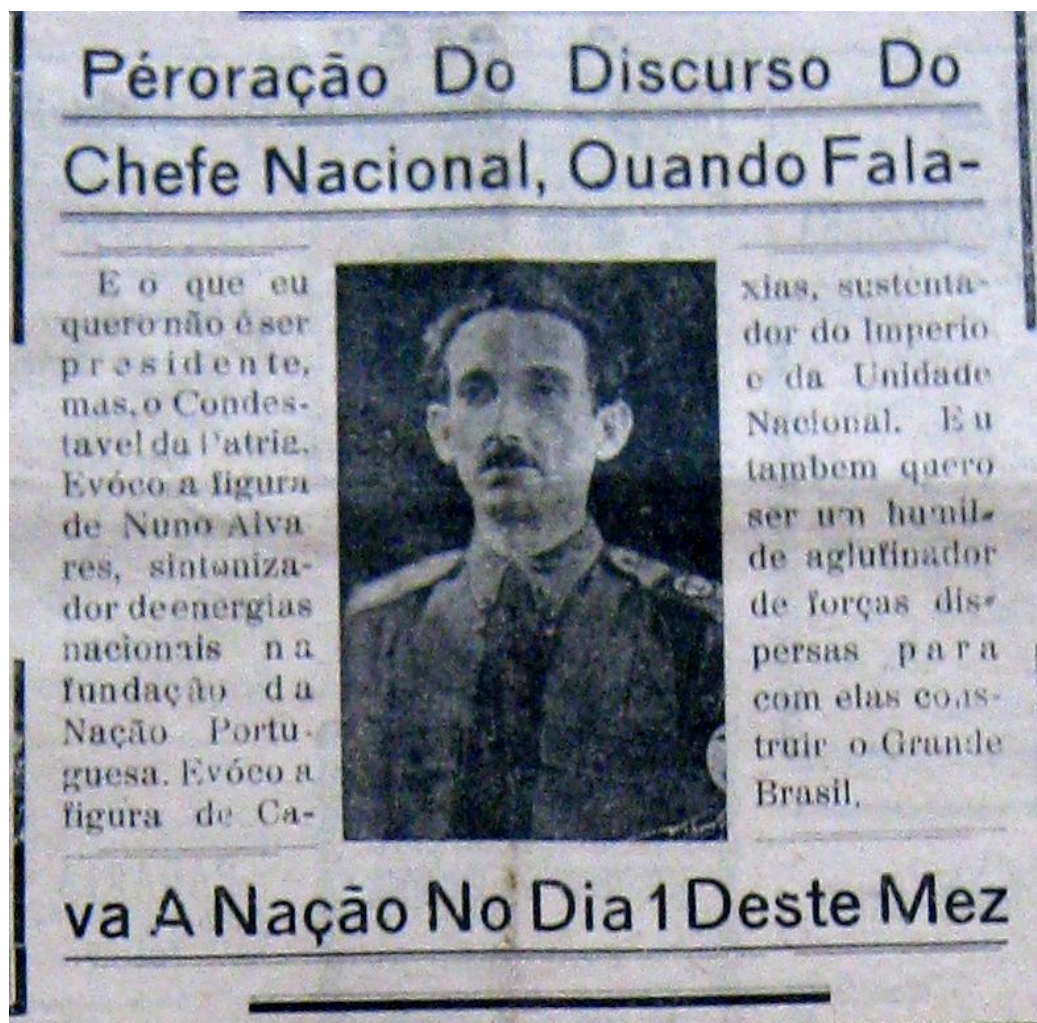 Péroração Do Discurso Do
Chefe Nacional, Quando Fala-
E o que eu
quero não é ser
presidente,
mas, o Condes-
tavel da Patria.
Evóco a figura
de Nuno Alva
res, sintoniza-
dor de energias
nacionais na
fundação da
Nação Portu-
guesa. Evóco a
figura de Ca-
xias, sustenta-
dor do Imperio
e da Unidade
Nacional. Eu
tambem quero
ser um humil-
de aglutinador
de forças dis-
persas para
com elas cons-
truir o Grande
Brasil.
va A Nação No Dia 1 Deste Mez